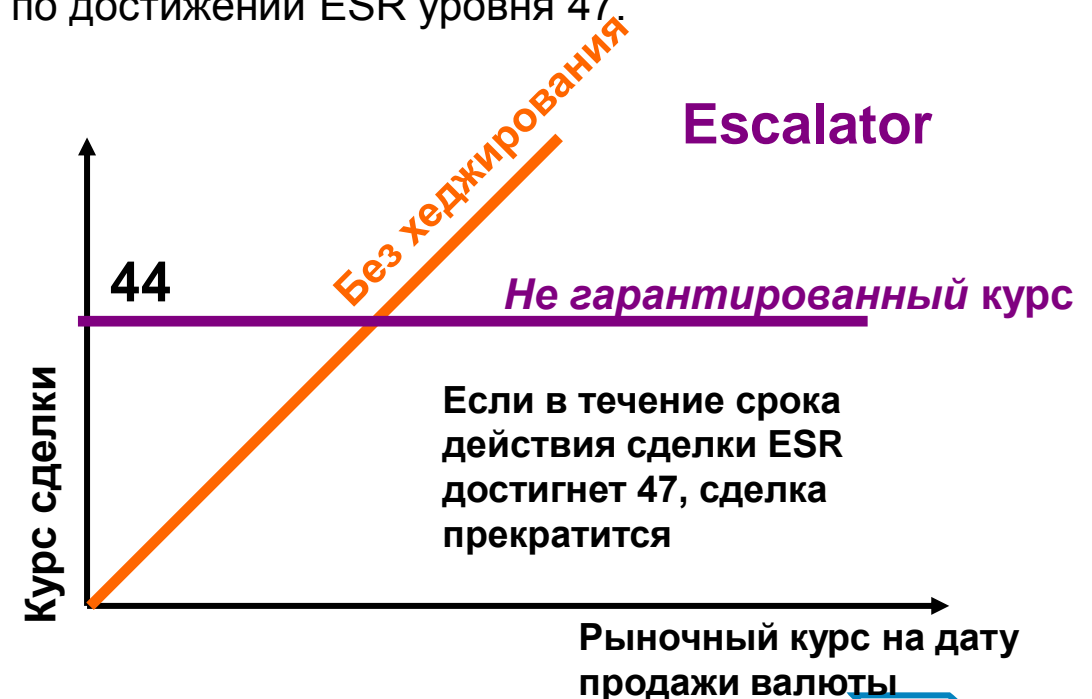 по достижении ESR уровня 47.
Escalator
Без хеджирования
44
Не гарантированный курс
Курс сделки
Если в течение срока
действия сделки ESR
достигнет 47, сделка
прекратится
Рыночный курс на дату
продажи валюты